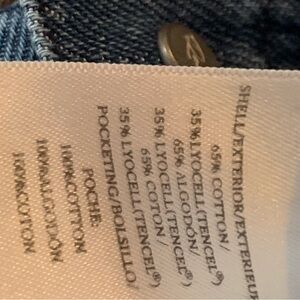 SHELL/EXTERIOR/EXTERIEUR
65% COTTON/
35% LYOCELL(TENCEL®)
65% ALGODÓN/
35% LYOCELL(TENCEL®)
65% COTON /
35% LYOCELL(TENCEL®)
POCKETING/BOLSILLO/
POCHE:
100% COTTON
100% ALGODÓN
100% COTON